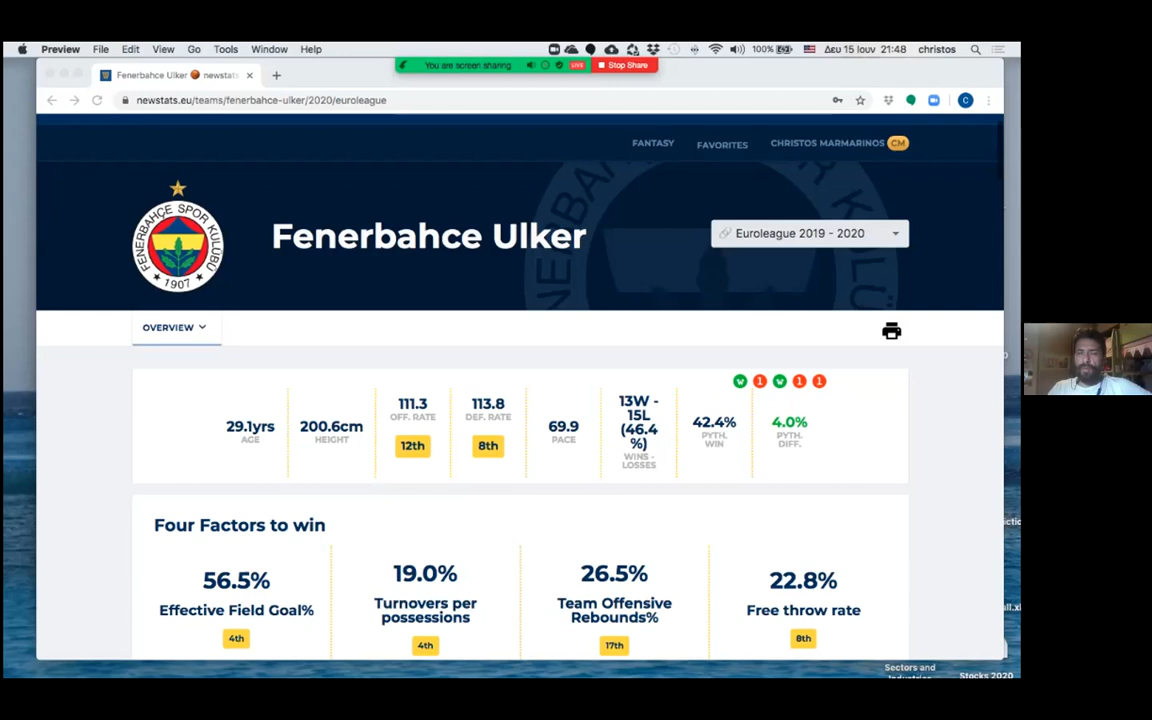 Preview File Edit View Go Tools Window Help 100% Δευ 15 Ιουν 21:48 christos
Fenerbahce Ulker newstats
You are screen sharing LIVE Stop Share
newstats.eu/teams/fenerbahce-ulker/2020/euroleague C
FANTASY FAVORITES CHRISTOS MARMARINOS CM
FENERBAHÇE SPOR KULÜBÜ
1907
Fenerbahce Ulker
Euroleague 2019 - 2020
OVERVIEW
w l w l l
29.1yrs
AGE
200.6cm
HEIGHT
111.3
OFF. RATE
12th
113.8
DEF. RATE
8th
69.9
PACE
13W -
15L
(46.4
%)
WINS -
LOSSES
42.4%
PYTH.
WIN
4.0%
PYTH.
DIFF.
Four Factors to win
56.5%
Effective Field Goal%
4th
19.0%
Turnovers per
possessions
4th
26.5%
Team Offensive
Rebounds%
17th
22.8%
Free throw rate
8th
Sectors and
Stocks 2020